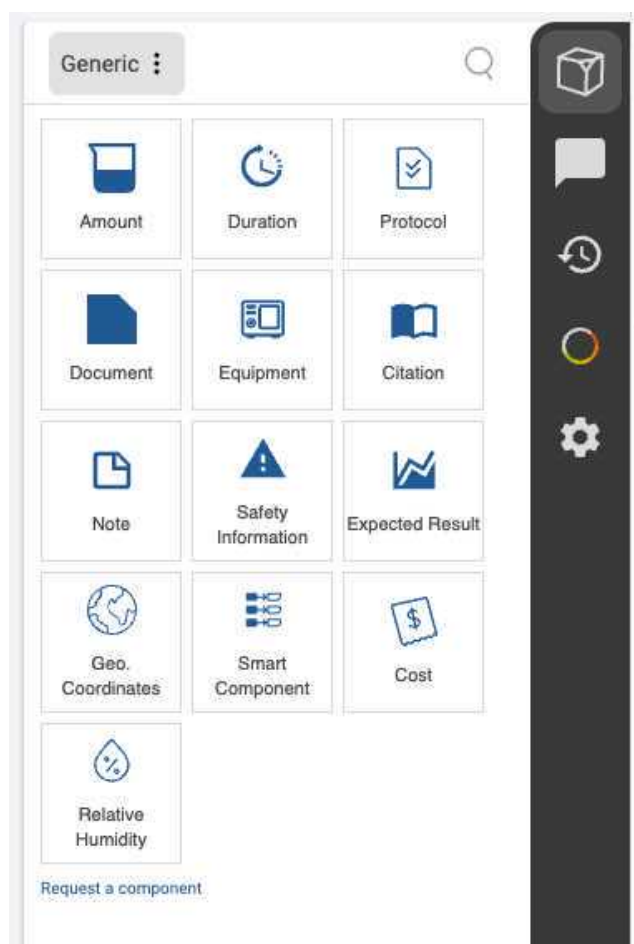 Generic
Amount
Duration
Protocol
Document
Equipment
Citation
Note
Safety
Information
Expected Result
Geo.
Coordinates
Smart
Component
Cost
Relative
Humidity
Request a component